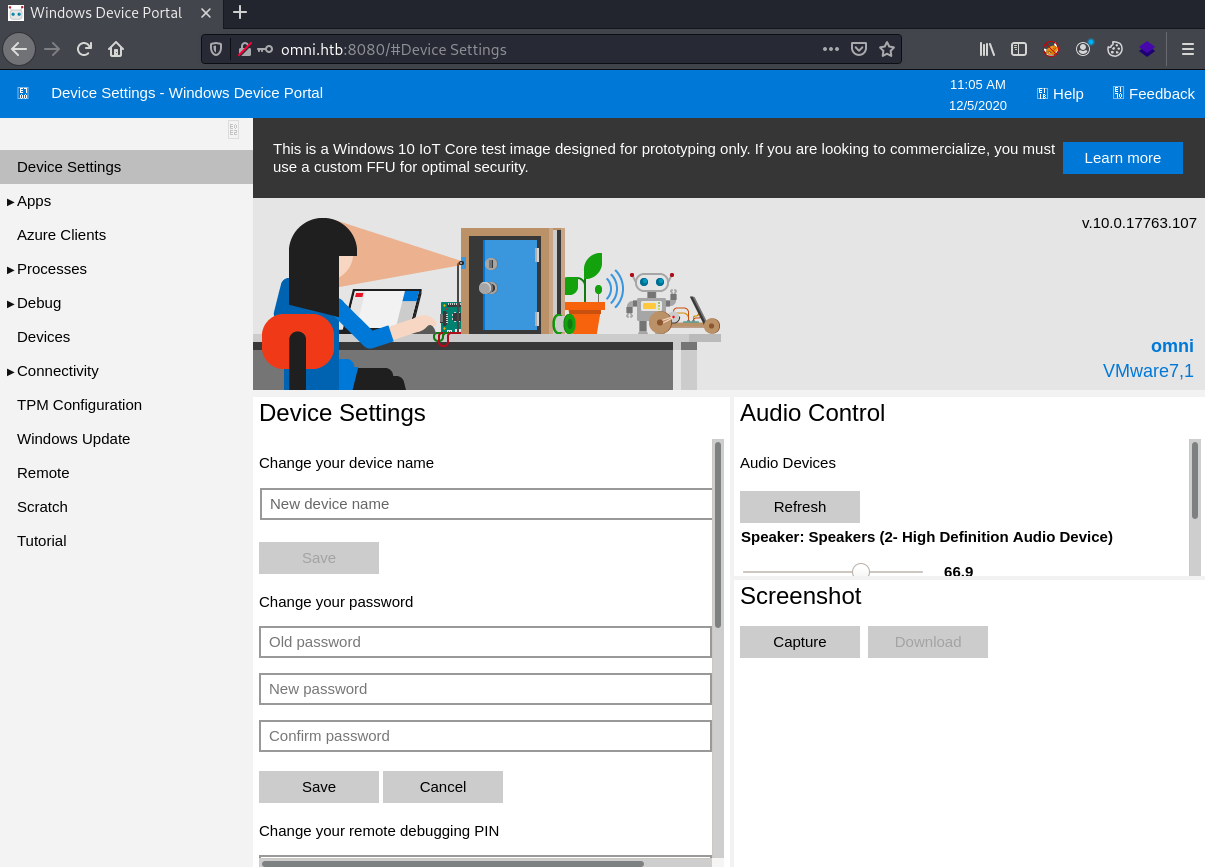 Windows Device Portal
omni.htb:8080/#Device Settings
Device Settings - Windows Device Portal
11:05 AM
12/5/2020
Help
Feedback
Device Settings
Apps
Azure Clients
Processes
Debug
Devices
Connectivity
TPM Configuration
Windows Update
Remote
Scratch
Tutorial
This is a Windows 10 IoT Core test image designed for prototyping only. If you are looking to commercialize, you must
use a custom FFU for optimal security.
Learn more
v.10.0.17763.107
omni
VMware7,1
Device Settings
Change your device name
New device name
Save
Change your password
Old password
New password
Confirm password
Save
Cancel
Change your remote debugging PIN
Audio Control
Audio Devices
Refresh
Speaker: Speakers (2- High Definition Audio Device)
66.9
Screenshot
Capture
Download